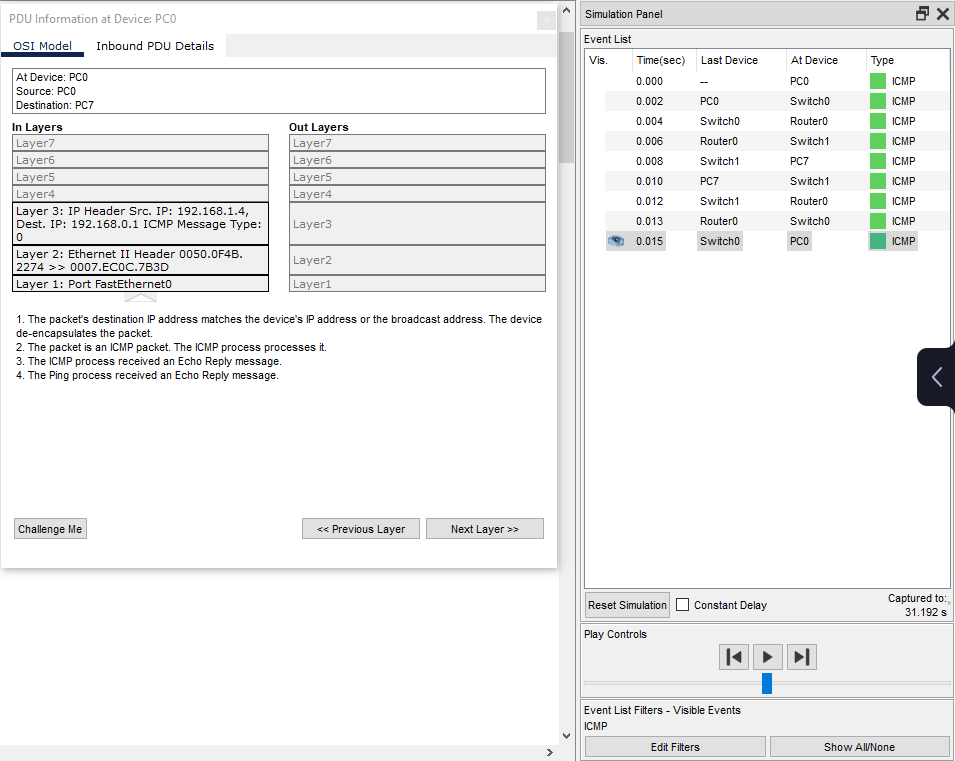 PDU Information at Device: PC0
OSI Model Inbound PDU Details
At Device: PC0
Source: PC0
Destination: PC7
In Layers
Layer7
Layer6
Layer5
Layer4
Layer 3: IP Header Src. IP: 192.168.1.4,
Dest. IP: 192.168.0.1 ICMP Message Type:
0
Layer 2: Ethernet II Header 0050.0F4B.
2274 >> 0007.EC0C.7B3D
Layer 1: Port FastEthernet0
Out Layers
Layer7
Layer6
Layer5
Layer4
Layer3
Layer2
Layer1
1. The packet's destination IP address matches the device's IP address or the broadcast address. The device
de-encapsulates the packet.
2. The packet is an ICMP packet. The ICMP process processes it.
3. The ICMP process received an Echo Reply message.
4. The Ping process received an Echo Reply message.
Challenge Me << Previous Layer Next Layer >>
Simulation Panel
Event List
Vis. Time(sec) Last Device At Device Type
0.000 -- PC0 ICMP
0.002 PC0 Switch0 ICMP
0.004 Switch0 Router0 ICMP
0.006 Router0 Switch1 ICMP
0.008 Switch1 PC7 ICMP
0.010 PC7 Switch1 ICMP
0.012 Switch1 Router0 ICMP
0.013 Router0 Switch0 ICMP
0.015 Switch0 PC0 ICMP
Reset Simulation Constant Delay
Captured to:
31.192 s
Play Controls
Event List Filters - Visible Events
ICMP
Edit Filters Show All/None